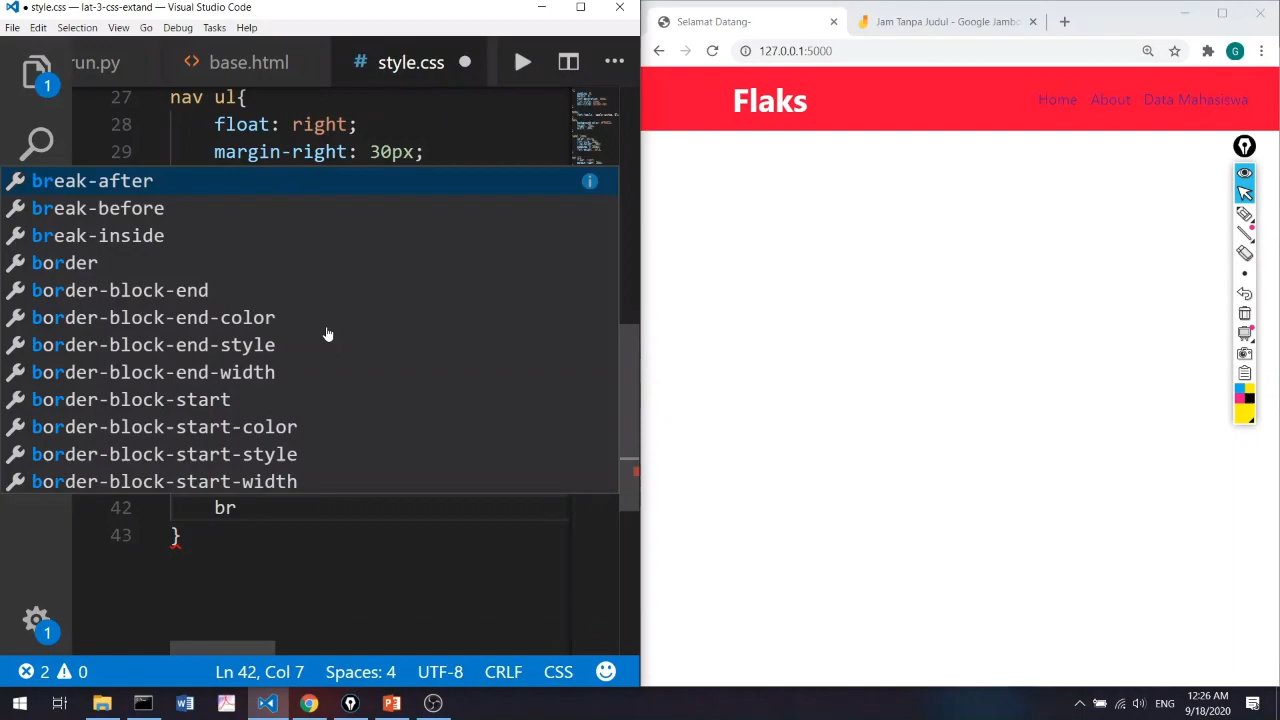 style.css — lat-3-css-extand — Visual Studio Code
File Edit Selection View Go Debug Tasks Help
run.py base.html # style.css
27 nav ul{
28 float: right;
29 margin-right: 30px;
break-after
break-before
break-inside
border
border-block-end
border-block-end-color
border-block-end-style
border-block-end-width
border-block-start
border-block-start-color
border-block-start-style
border-block-start-width
42 br
43 }
1
1
2 0 Ln 42, Col 7 Spaces: 4 UTF-8 CRLF CSS
Selamat Datang- Jam Tanpa Judul - Google Jambo
127.0.0.1:5000 G
Flaks Home About Data Mahasiswa
ENG 12:26 AM
9/18/2020